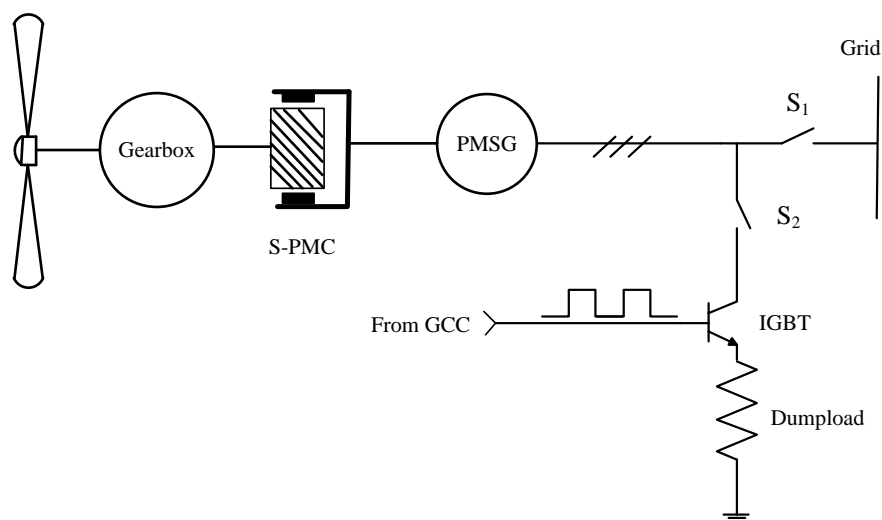 Grid
S₁
Gearbox
PMSG
S-PMC
S₂
From GCC
IGBT
Dumpload